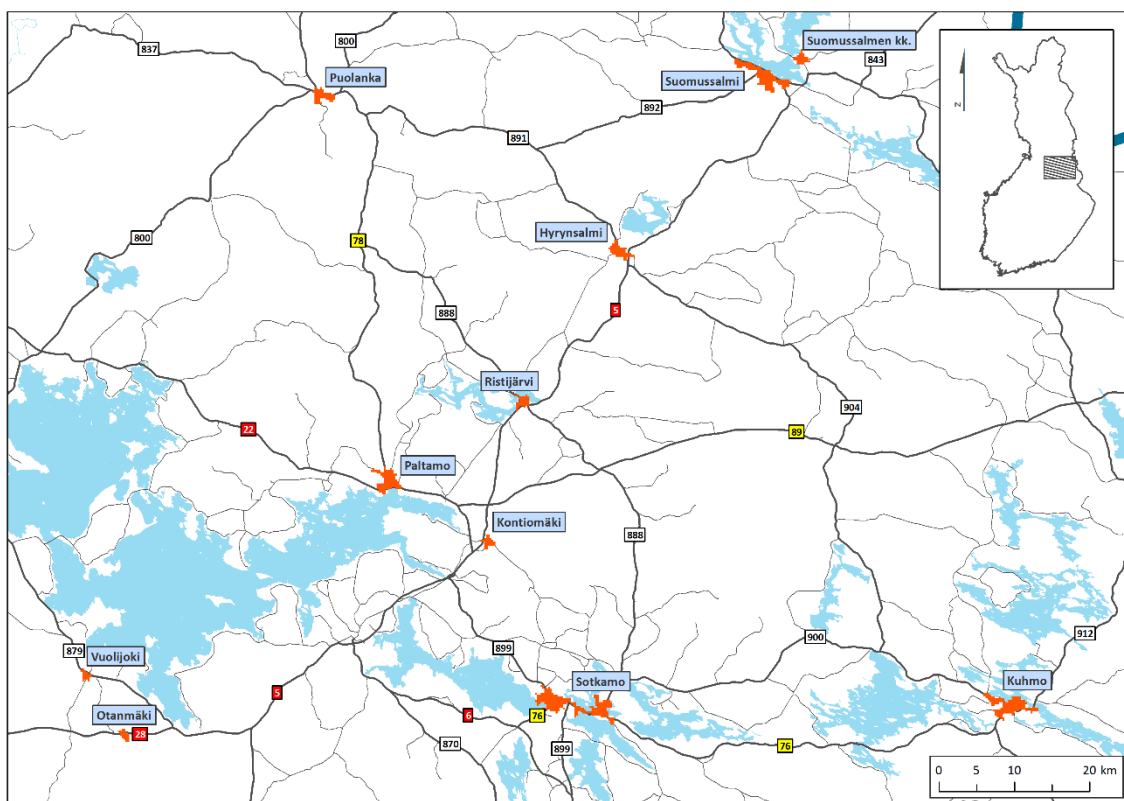 837
800
Suomussalmen kk.
843
Puolanka
Suomussalmi
892
891
N
800
78
Hyrynsalmi
888
5
Ristijärvi
904
22
89
Paltamo
Kontiomäki
888
879
Vuolijoki
899
900
912
5
Sotkamo
Kuhmo
Otanmäki
28
6
76
870
899
76
0 5 10 20 km